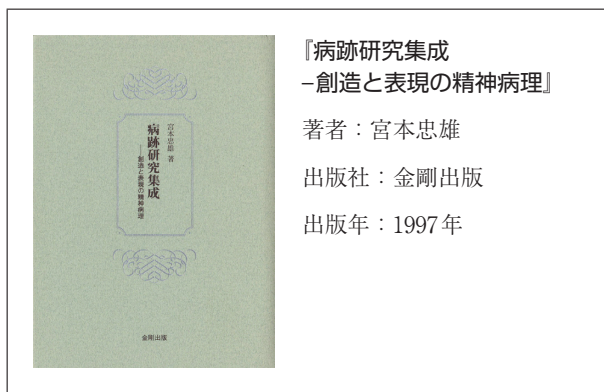 宮本忠雄 著
病跡研究集成
──創造と表現の精神病理
金剛出版
『病跡研究集成
−創造と表現の精神病理』
著者：宮本忠雄
出版社：金剛出版
出版年：1997年